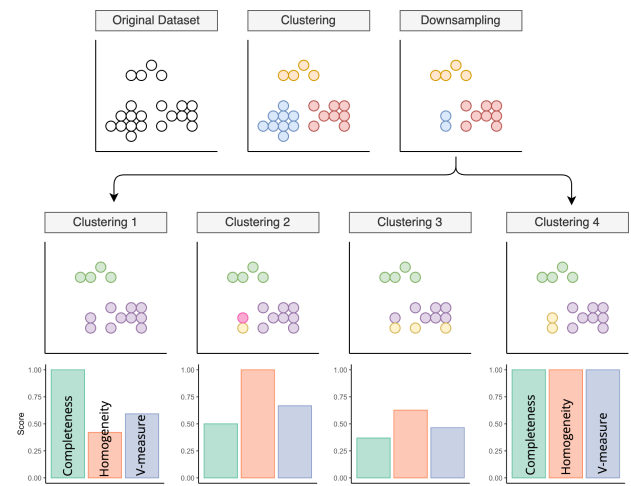 Original Dataset
Clustering
Downsampling
Clustering 1
Clustering 2
Clustering 3
Clustering 4
Score
1.00
0.75
0.50
0.25
0.00
Completeness
Homogeneity
V-measure
1.00
0.75
0.50
0.25
0.00
1.00
0.75
0.50
0.25
0.00
1.00
0.75
0.50
0.25
0.00
Completeness
Homogeneity
V-measure